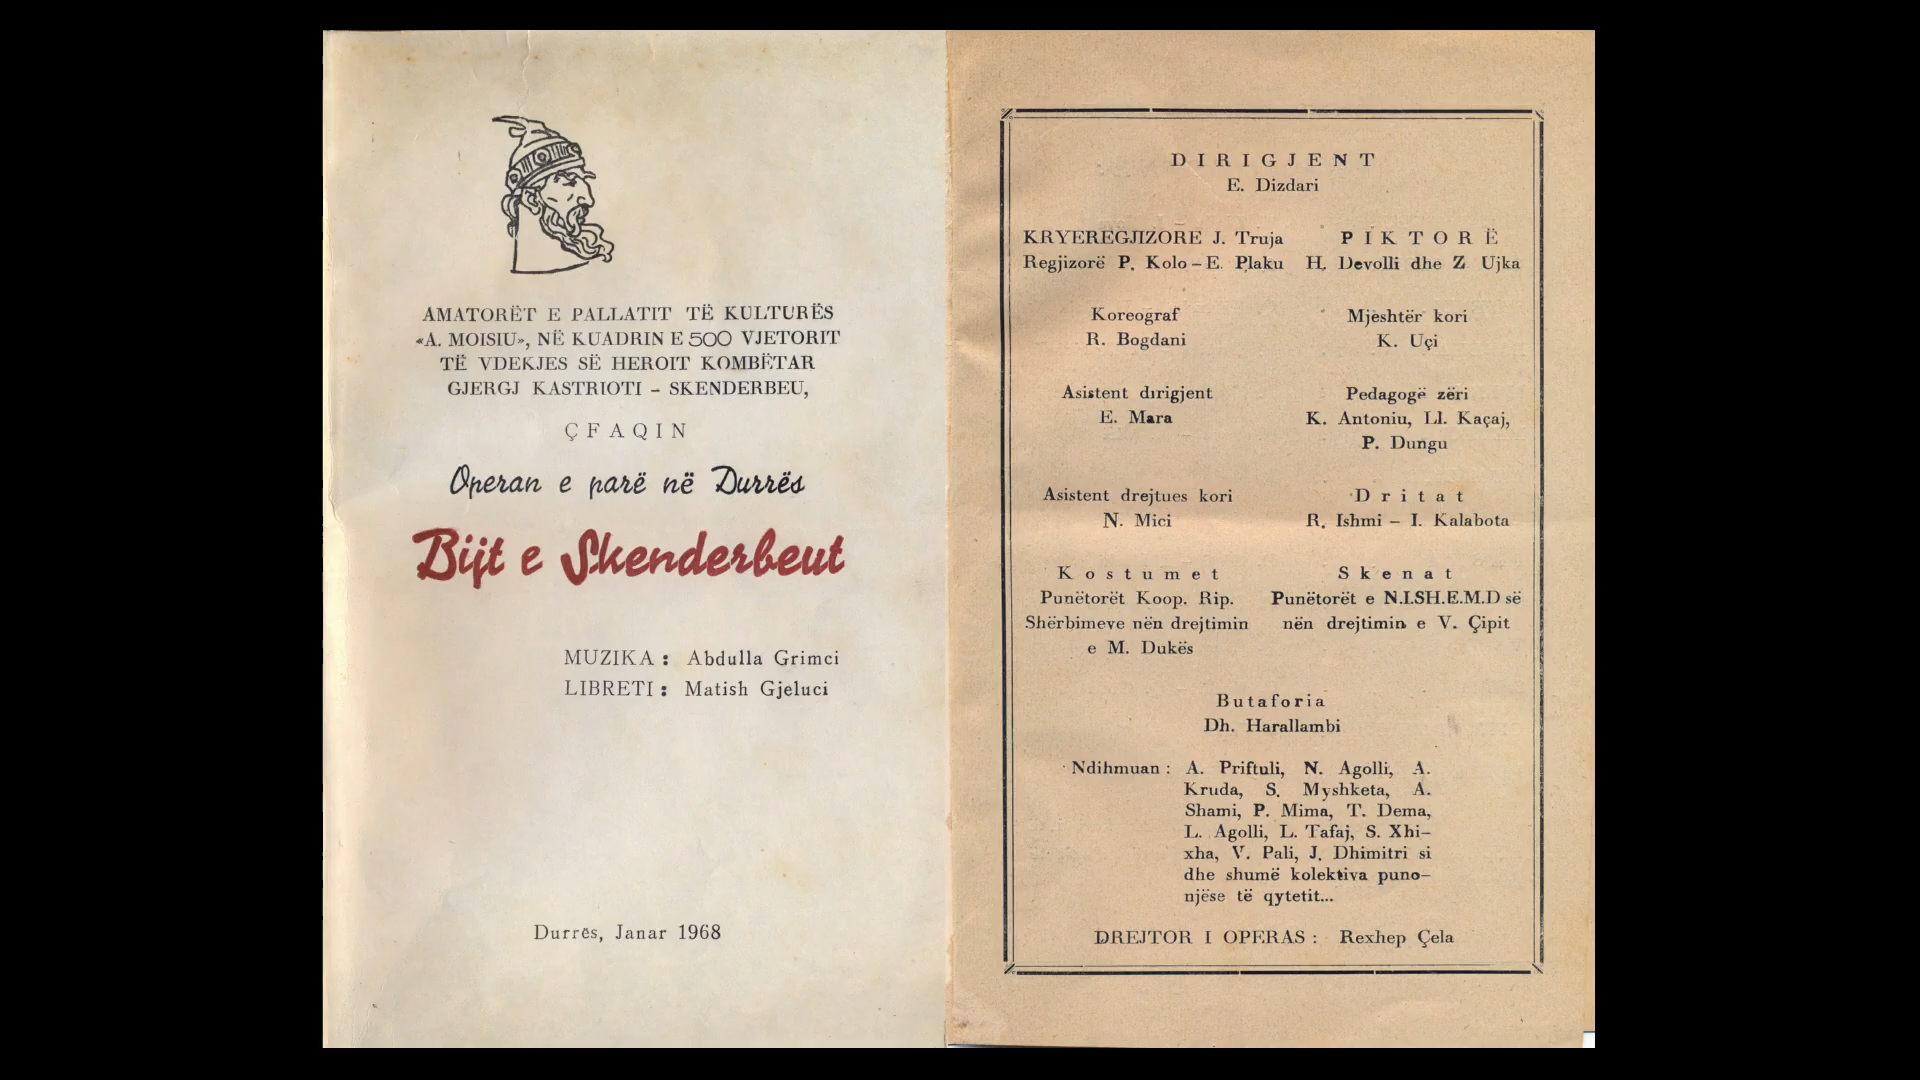 AMATORËT E PALLATIT TË KULTURËS
«A. MOISIU», NË KUADRIN E 500 VJETORIT
TË VDEKJES SË HEROIT KOMBËTAR
GJERGJ KASTRIOTI - SKENDERBEU,
ÇFAQIN
Operan e parë në Durrës
Bijt e Skenderbeut
MUZIKA: Abdulla Grimci
LIBRETI: Matish Gjeluci
Durrës, Janar 1968
DIRIGJENT
E. Dizdari
KRYEREGJIZORE J. Truja
Regjizorë P. Kolo - E. Plaku
PIKTORË
H. Devolli dhe Z Ujka
Koreograf
R. Bogdani
Mjeshtër kori
K. Uçi
Asistent dirigjent
E. Mara
Pedagogë zëri
K. Antoniu, Ll. Kaçaj,
P. Dungu
Asistent drejtues kori
N. Mici
Dritat
R. Ishmi – I. Kalabota
Kostumet
Punëtorët Koop. Rip.
Shërbimeve nën drejtimin
e M. Dukës
Skenat
Punëtorët e N.I.SH.E.M.D së
nën drejtimin e V. Çipit
Butaforia
Dh. Harallambi
Ndihmuan: A. Priftuli, N. Agolli, A.
Kruda, S. Myshketa, A.
Shami, P. Mima, T. Dema,
L. Agolli, L. Tafaj, S. Xhi–
xha, V. Pali, J. Dhimitri si
dhe shumë kolektiva puno–
njëse të qytetit...
DREJTOR I OPERAS: Rexhep Çela